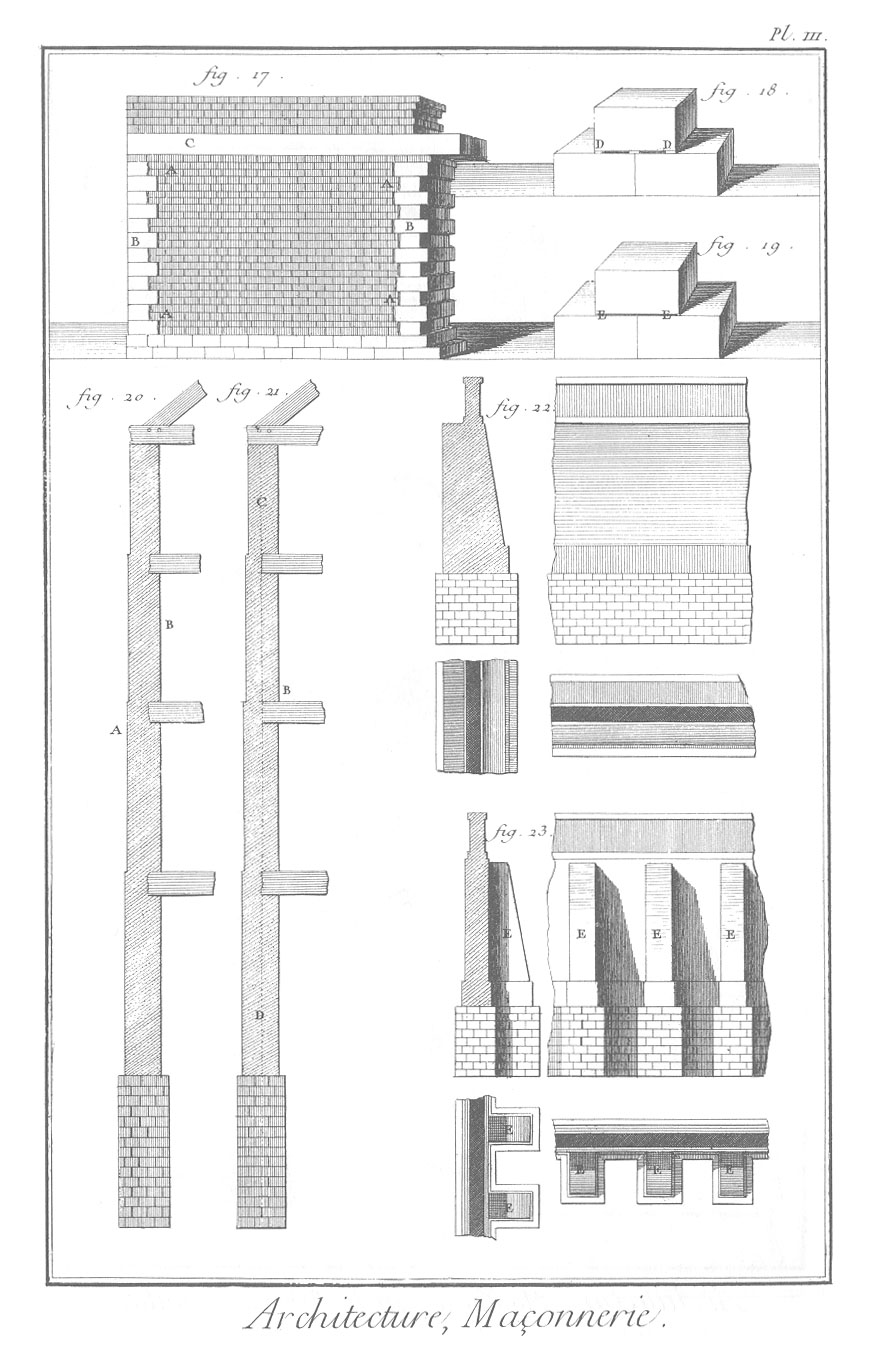 Pl. III.
fig. 17.
fig. 18.
C
D D
A
A
B
B
fig. 19.
A
A
E E
fig. 20. fig. 21.
fig. 22.
C
B
B
A
fig. 23.
E E E E
D
E
E E E
E
Architecture, Maçonnerie.